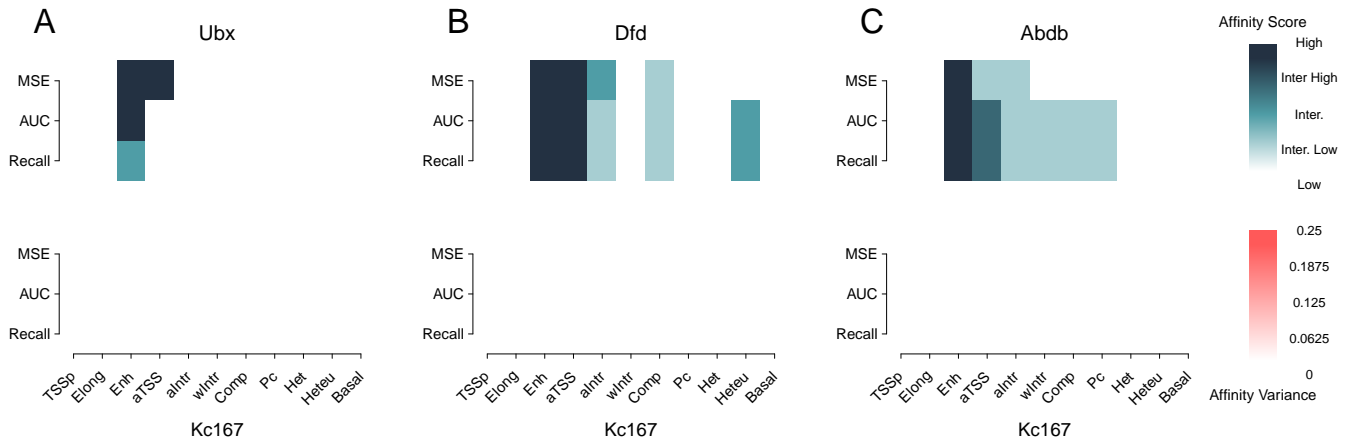 A
Ubx
MSE
AUC
Recall
MSE
AUC
Recall
TSSp
Elong
Enh
aTSS
aIntr
wIntr
Comp
Pc
Het
Heteu
Basal
Kc167
B
Dfd
MSE
AUC
Recall
MSE
AUC
Recall
TSSp
Elong
Enh
aTSS
aIntr
wIntr
Comp
Pc
Het
Heteu
Basal
Kc167
C
Abdb
MSE
AUC
Recall
MSE
AUC
Recall
TSSp
Elong
Enh
aTSS
aIntr
wIntr
Comp
Pc
Het
Heteu
Basal
Kc167
Affinity Score
High
Inter High
Inter.
Inter. Low
Low
0.25
0.1875
0.125
0.0625
0
Affinity Variance